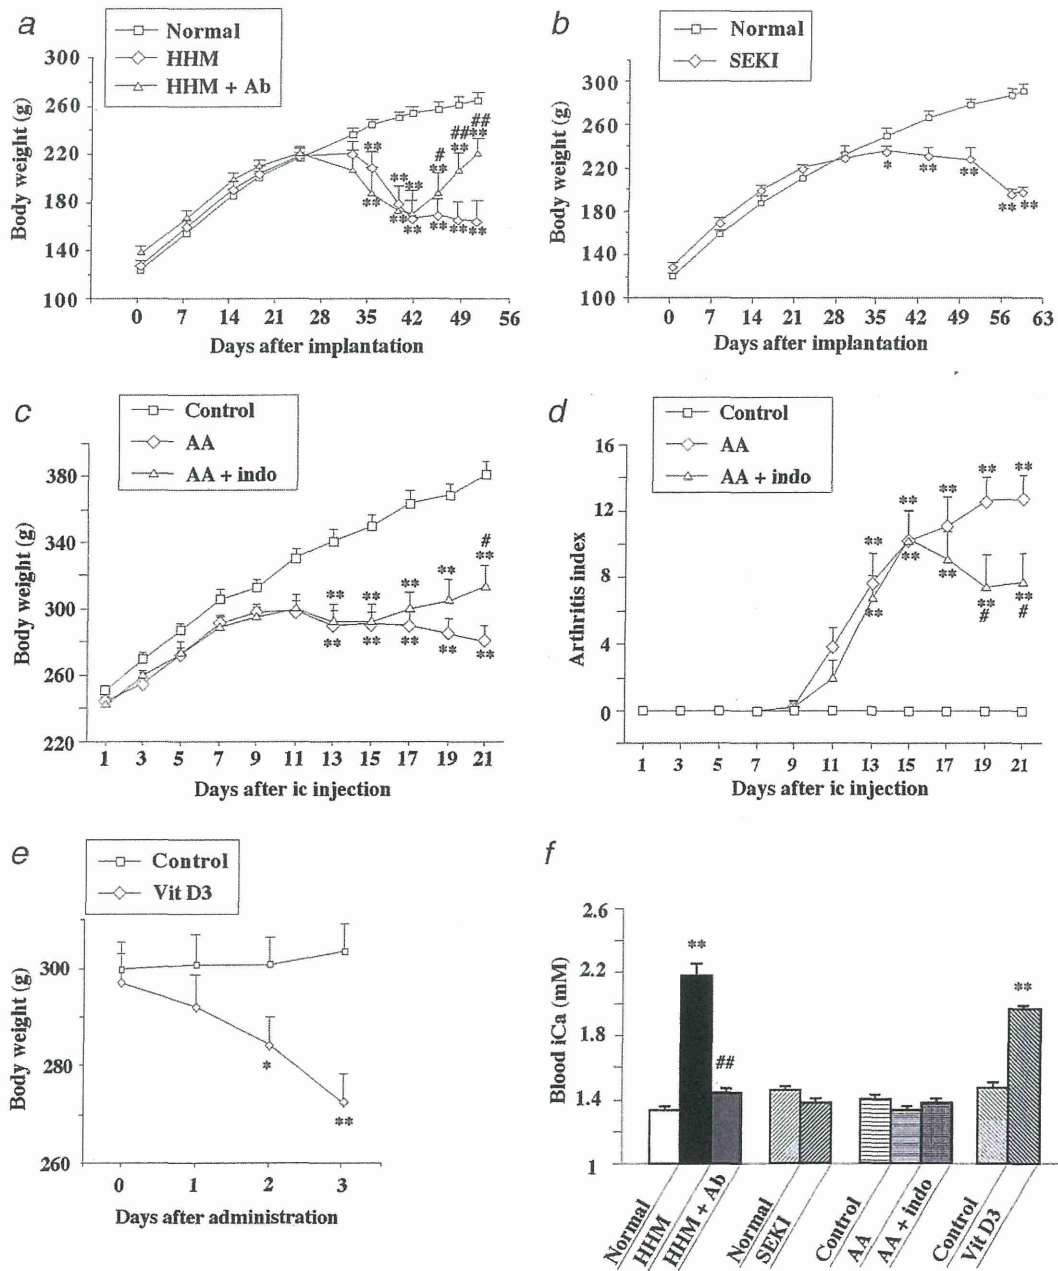 a
Normal
HHM
HHM + Ab
Body weight (g)
300
260
220
180
140
100
** ** ** ** # ** ## ** ## **
** ** ** ** ** **
0 7 14 21 28 35 42 49 56
Days after implantation
b
Normal
SEKI
Body weight (g)
300
260
220
180
140
100
* ** ** ** **
0 7 14 21 28 35 42 49 56 63
Days after implantation
c
Control
AA
AA + indo
Body weight (g)
380
340
300
260
220
#
** ** ** ** **
** ** ** ** **
1 3 5 7 9 11 13 15 17 19 21
Days after ic injection
d
Control
AA
AA + indo
Arthritis index
16
12
8
4
0
** ** ** ** **
** ** ** ** **
# #
1 3 5 7 9 11 13 15 17 19 21
Days after ic injection
e
Control
Vit D3
Body weight (g)
300
280
260
*
**
0 1 2 3
Days after administration
f
Blood iCa (mM)
2.6
2.2
1.8
1.4
1
** ## **
Normal
HHM
HHM + Ab
Normal
SEKI
Control
AA
AA + indo
Control
Vit D3